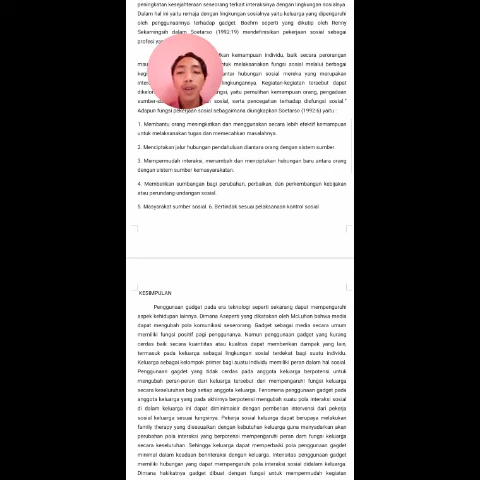 peningkatan kesejahteraan seseorang terkait interaksinya dengan lingkungan sosialnya.
Dalam hal ini yaitu remaja dengan lingkungan sosialnya yaitu keluarga yang dipengaruhi
oleh penggunaannya terhadap gadget. Boehm seperti yang dikutip oleh Renny
Sekarningsih dalam Soetarso (1992:19) mendefinisikan pekerjaan sosial sebagai
profesi
kemampuan individu, baik secara perorangan
untuk melaksanakan fungsi sosial melalui berbagai
hubungan sosial mereka yang merupakan
lingkungannya. Kegiatan-kegiatan tersebut dapat
yaitu pemulihan kemampuan orang, pengadaan
sosial, serta pencegahan terhadap disfungsi sosial."
Adapun fungsi pekerjaan sosial sebagaimana diungkapkan Soetarso (1992:6) yaitu :
1. Membantu orang meningkatkan dan menggunakan secara lebih efektif kemampuan
untuk melaksanakan tugas dan memecahkan masalahnya.
2. Menciptakan jalur hubungan pendahuluan diantara orang dengan sistem sumber.
3. Mempermudah interaksi, menambah dan menciptakan hubungan baru antara orang
dengan sistem sumber kemasyarakatan.
4. Memberikan sumbangan bagi perubahan, perbaikan, dan perkembangan kebijakan
atau perundang-undangan sosial.
5. Masyarakat sumber sosial. 6. Bertindak sesuai pelaksanaan kontrol sosial
KESIMPULAN
Penggunaan gadget pada era teknologi seperti sekarang dapat mempengaruhi
aspek kehidupan lainnya. Dimana seperti yang dikatakan oleh McLuhan bahwa media
dapat mengubah pola komunikasi seseorang. Gadget sebagai media secara umum
memiliki fungsi positif pagi penggunanya. Namun penggunaan gadget yang kurang
cerdas baik secara kuantitas atau kualitas dapat memberikan dampak yang lain,
termasuk pada keluarga sebagai lingkungan sosial terdekat bagi suatu individu.
Keluarga sebagai kelompok primer bagi suatu individu memiliki peran dalam hal sosial.
Penggunaan gagdet yang tidak cerdas pada anggota keluarga berpotensi untuk
mengubah peran-peran dari keluarga tersebut dan mempengaruhi fungsi keluarga
secara keseluruhan bagi setiap anggota keluarga. Fenomena penggunaan gadget pada
anggota keluarga yang pada akhirnya berpotensi mengubah suatu pola interaksi sosial
di dalam keluarga ini dapat diminimalisir dengan pemberian intervensi dari pekerja
sosial keluarga sesuai fungsinya. Pekerja sosial keluarga dapat berupaya melakukan
family therapy yang disesuaikan dengan kebutuhan keluarga guna menyadarkan akan
perubahan pola interaksi yang berpotensi mempengaruhi peran dam fungsi keluarga
secara keseluruhan. Sehingga keluarga dapat memperbaiki pola penggunaan gagdet
minimal dalam keadaan berinteraksi dengan keluarga. Intensitas penggunaan gadget
memiliki hubungan yang dapat mempengaruhi pola interaksi sosial didalam keluarga.
Dimana hakikatnya gadget dibuat dengan fungsi untuk mempermudah kegiatan